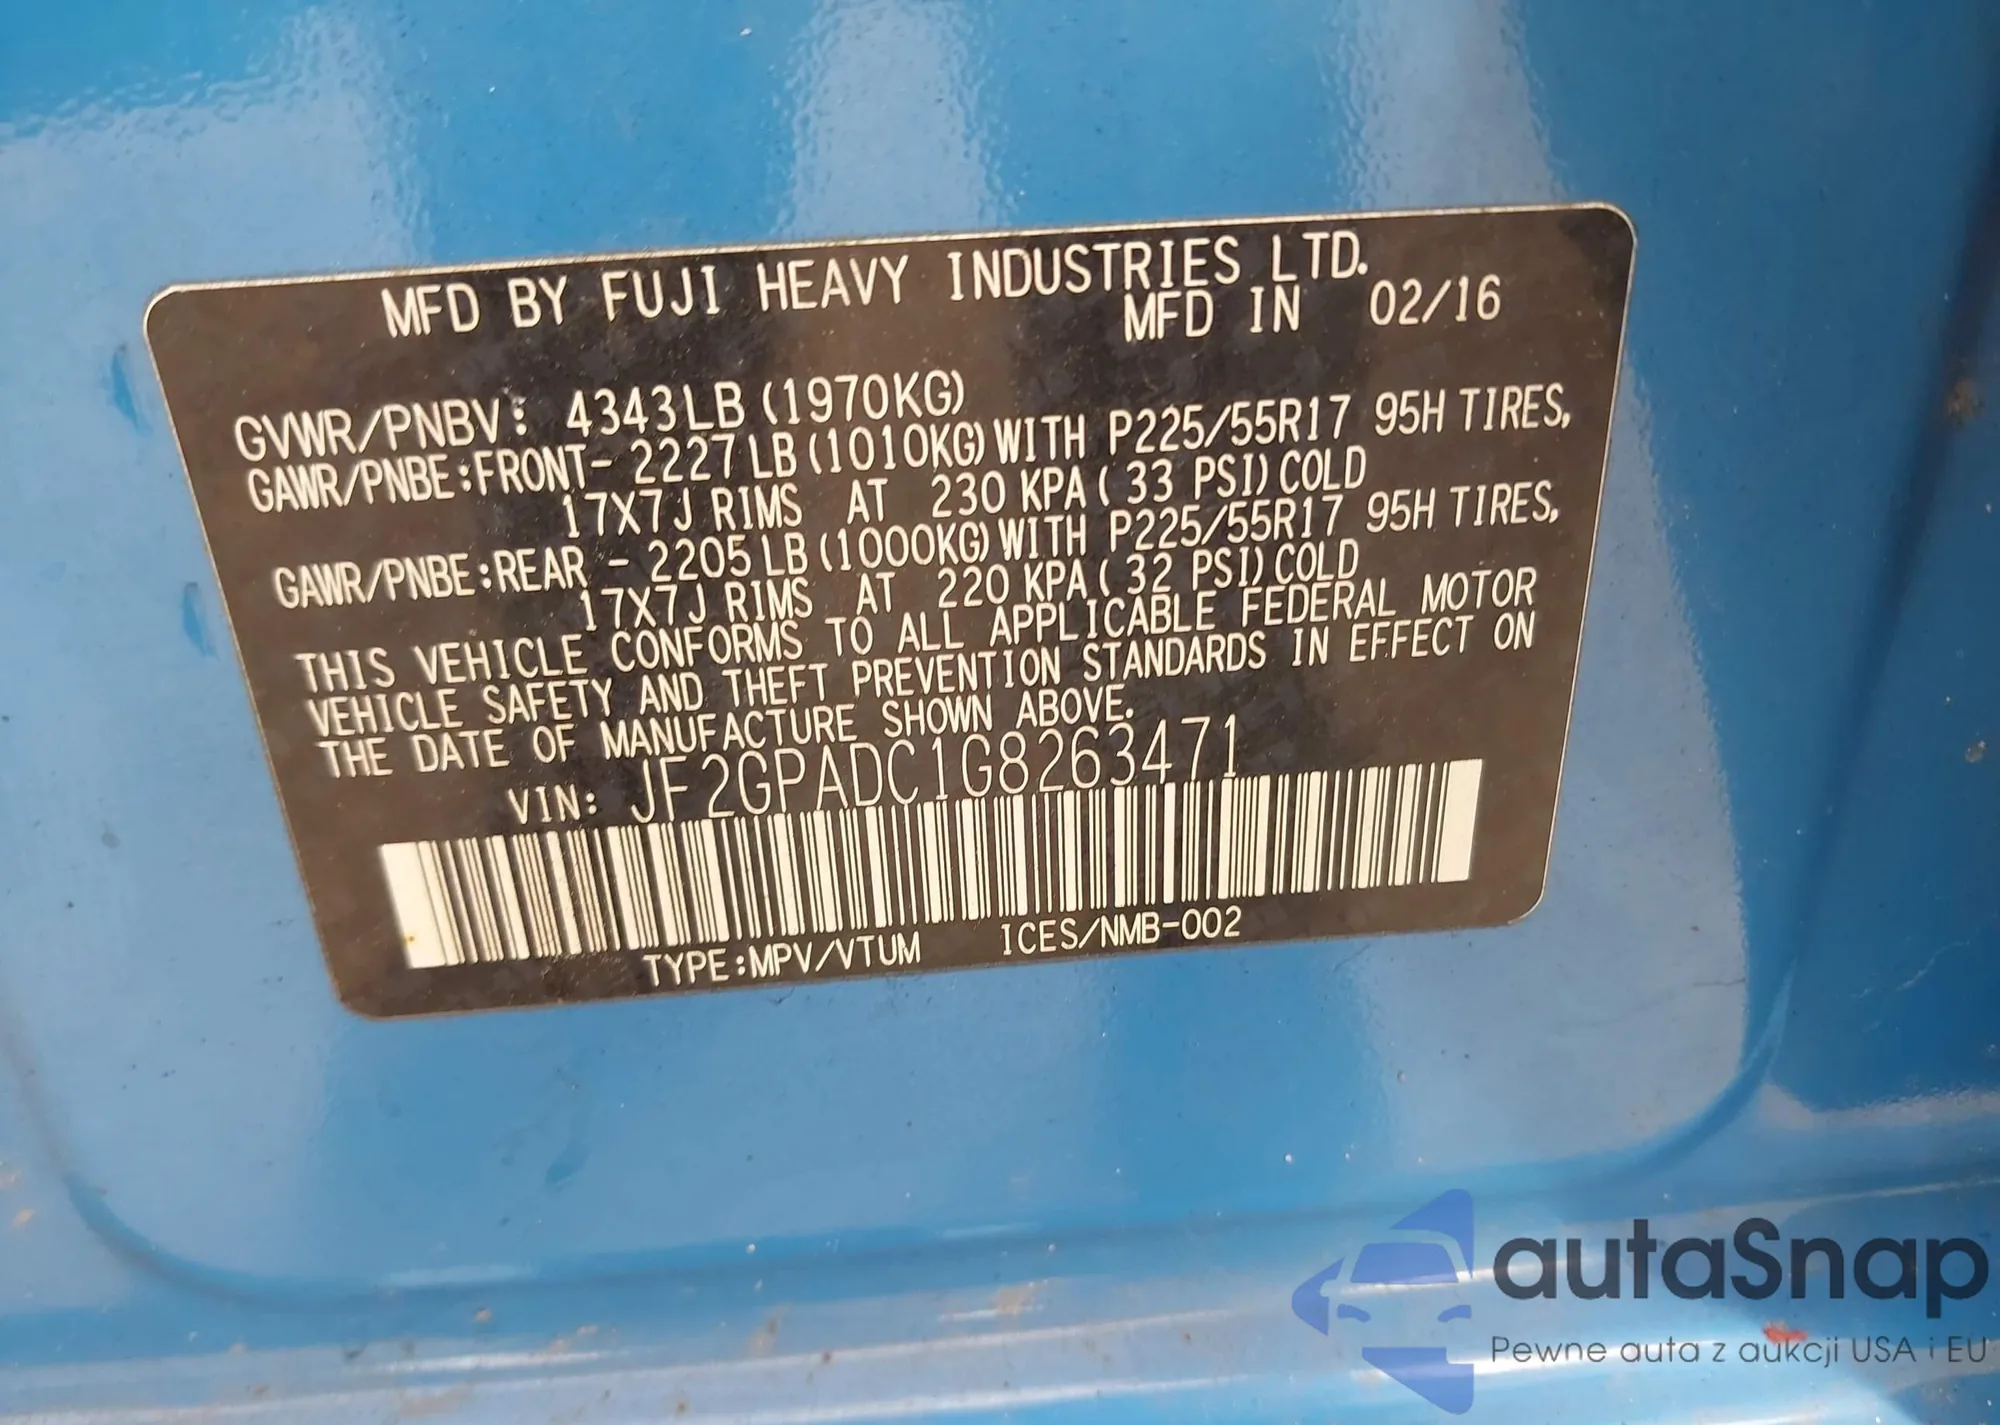 MFD BY FUJI HEAVY INDUSTRIES LTD.
MFD IN 02/16
GVWR/PNBV: 4343LB (1970KG)
GAWR/PNBE:FRONT- 2227LB (1010KG) WITH P225/55R17 95H TIRES,
17X7J RIMS AT 230 KPA (33 PSI) COLD
GAWR/PNBE:REAR - 2205LB (1000KG) WITH P225/55R17 95H TIRES,
17X7J RIMS AT 220 KPA (32 PSI) COLD
THIS VEHICLE CONFORMS TO ALL APPLICABLE FEDERAL MOTOR
VEHICLE SAFETY AND THEFT PREVENTION STANDARDS IN EFFECT ON
THE DATE OF MANUFACTURE SHOWN ABOVE.
VIN: JF2GPADC1G8263471
TYPE:MPV/VTUM ICES/NMB-002
autaSnap
Pewne auta z aukcji USA i EU